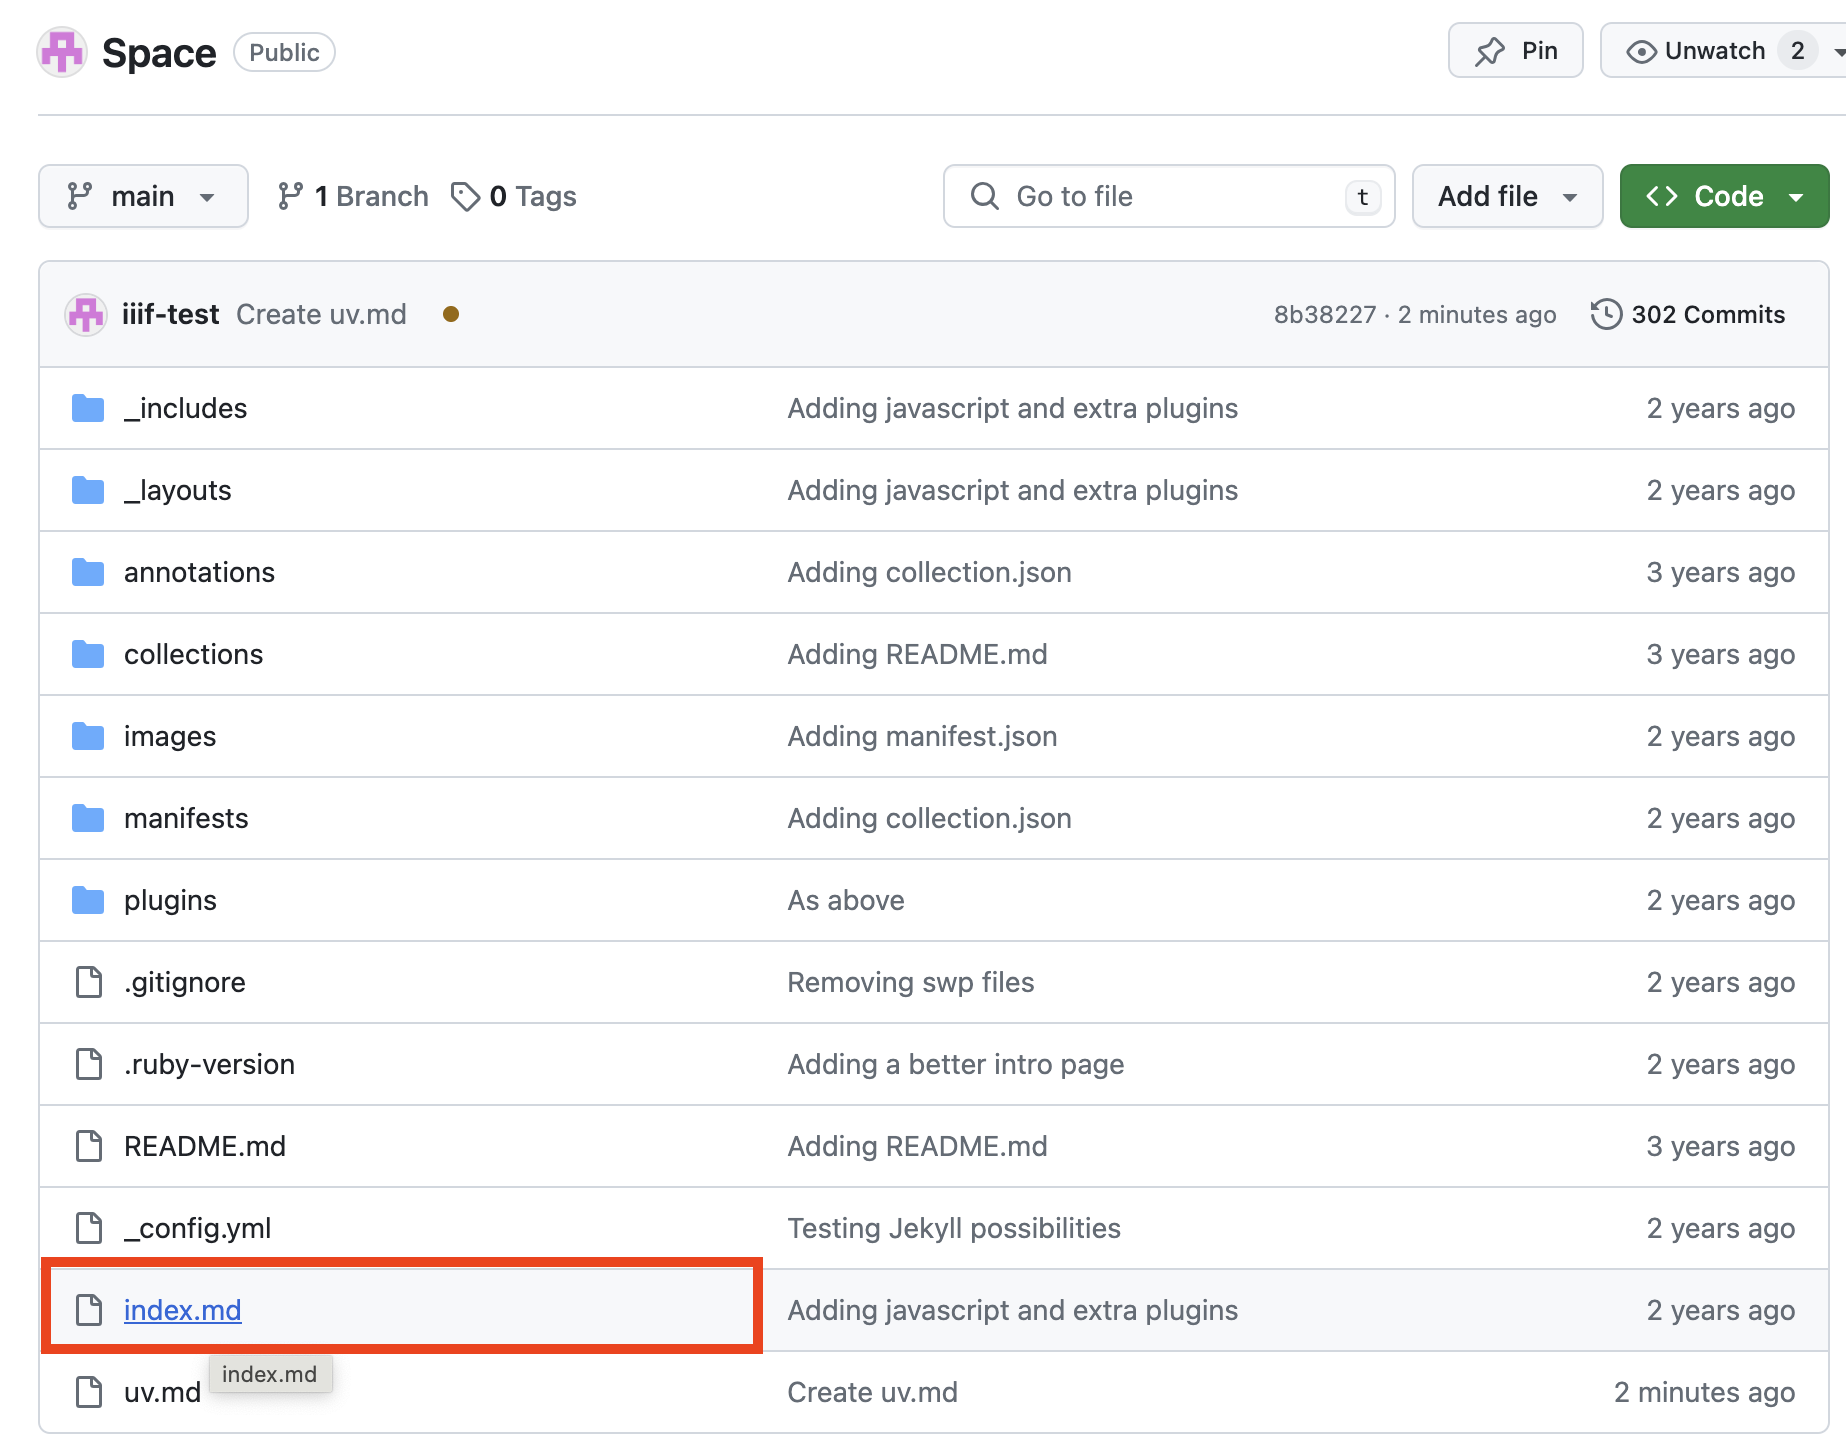 Space Public Pin Unwatch 2
main 1 Branch 0 Tags Go to file t Add file Code
iiif-test Create uv.md 8b38227 · 2 minutes ago 302 Commits
_includes Adding javascript and extra plugins 2 years ago
_layouts Adding javascript and extra plugins 2 years ago
annotations Adding collection.json 3 years ago
collections Adding README.md 3 years ago
images Adding manifest.json 2 years ago
manifests Adding collection.json 2 years ago
plugins As above 2 years ago
.gitignore Removing swp files 2 years ago
.ruby-version Adding a better intro page 2 years ago
README.md Adding README.md 3 years ago
_config.yml Testing Jekyll possibilities 2 years ago
index.md Adding javascript and extra plugins 2 years ago
index.md
uv.md Create uv.md 2 minutes ago